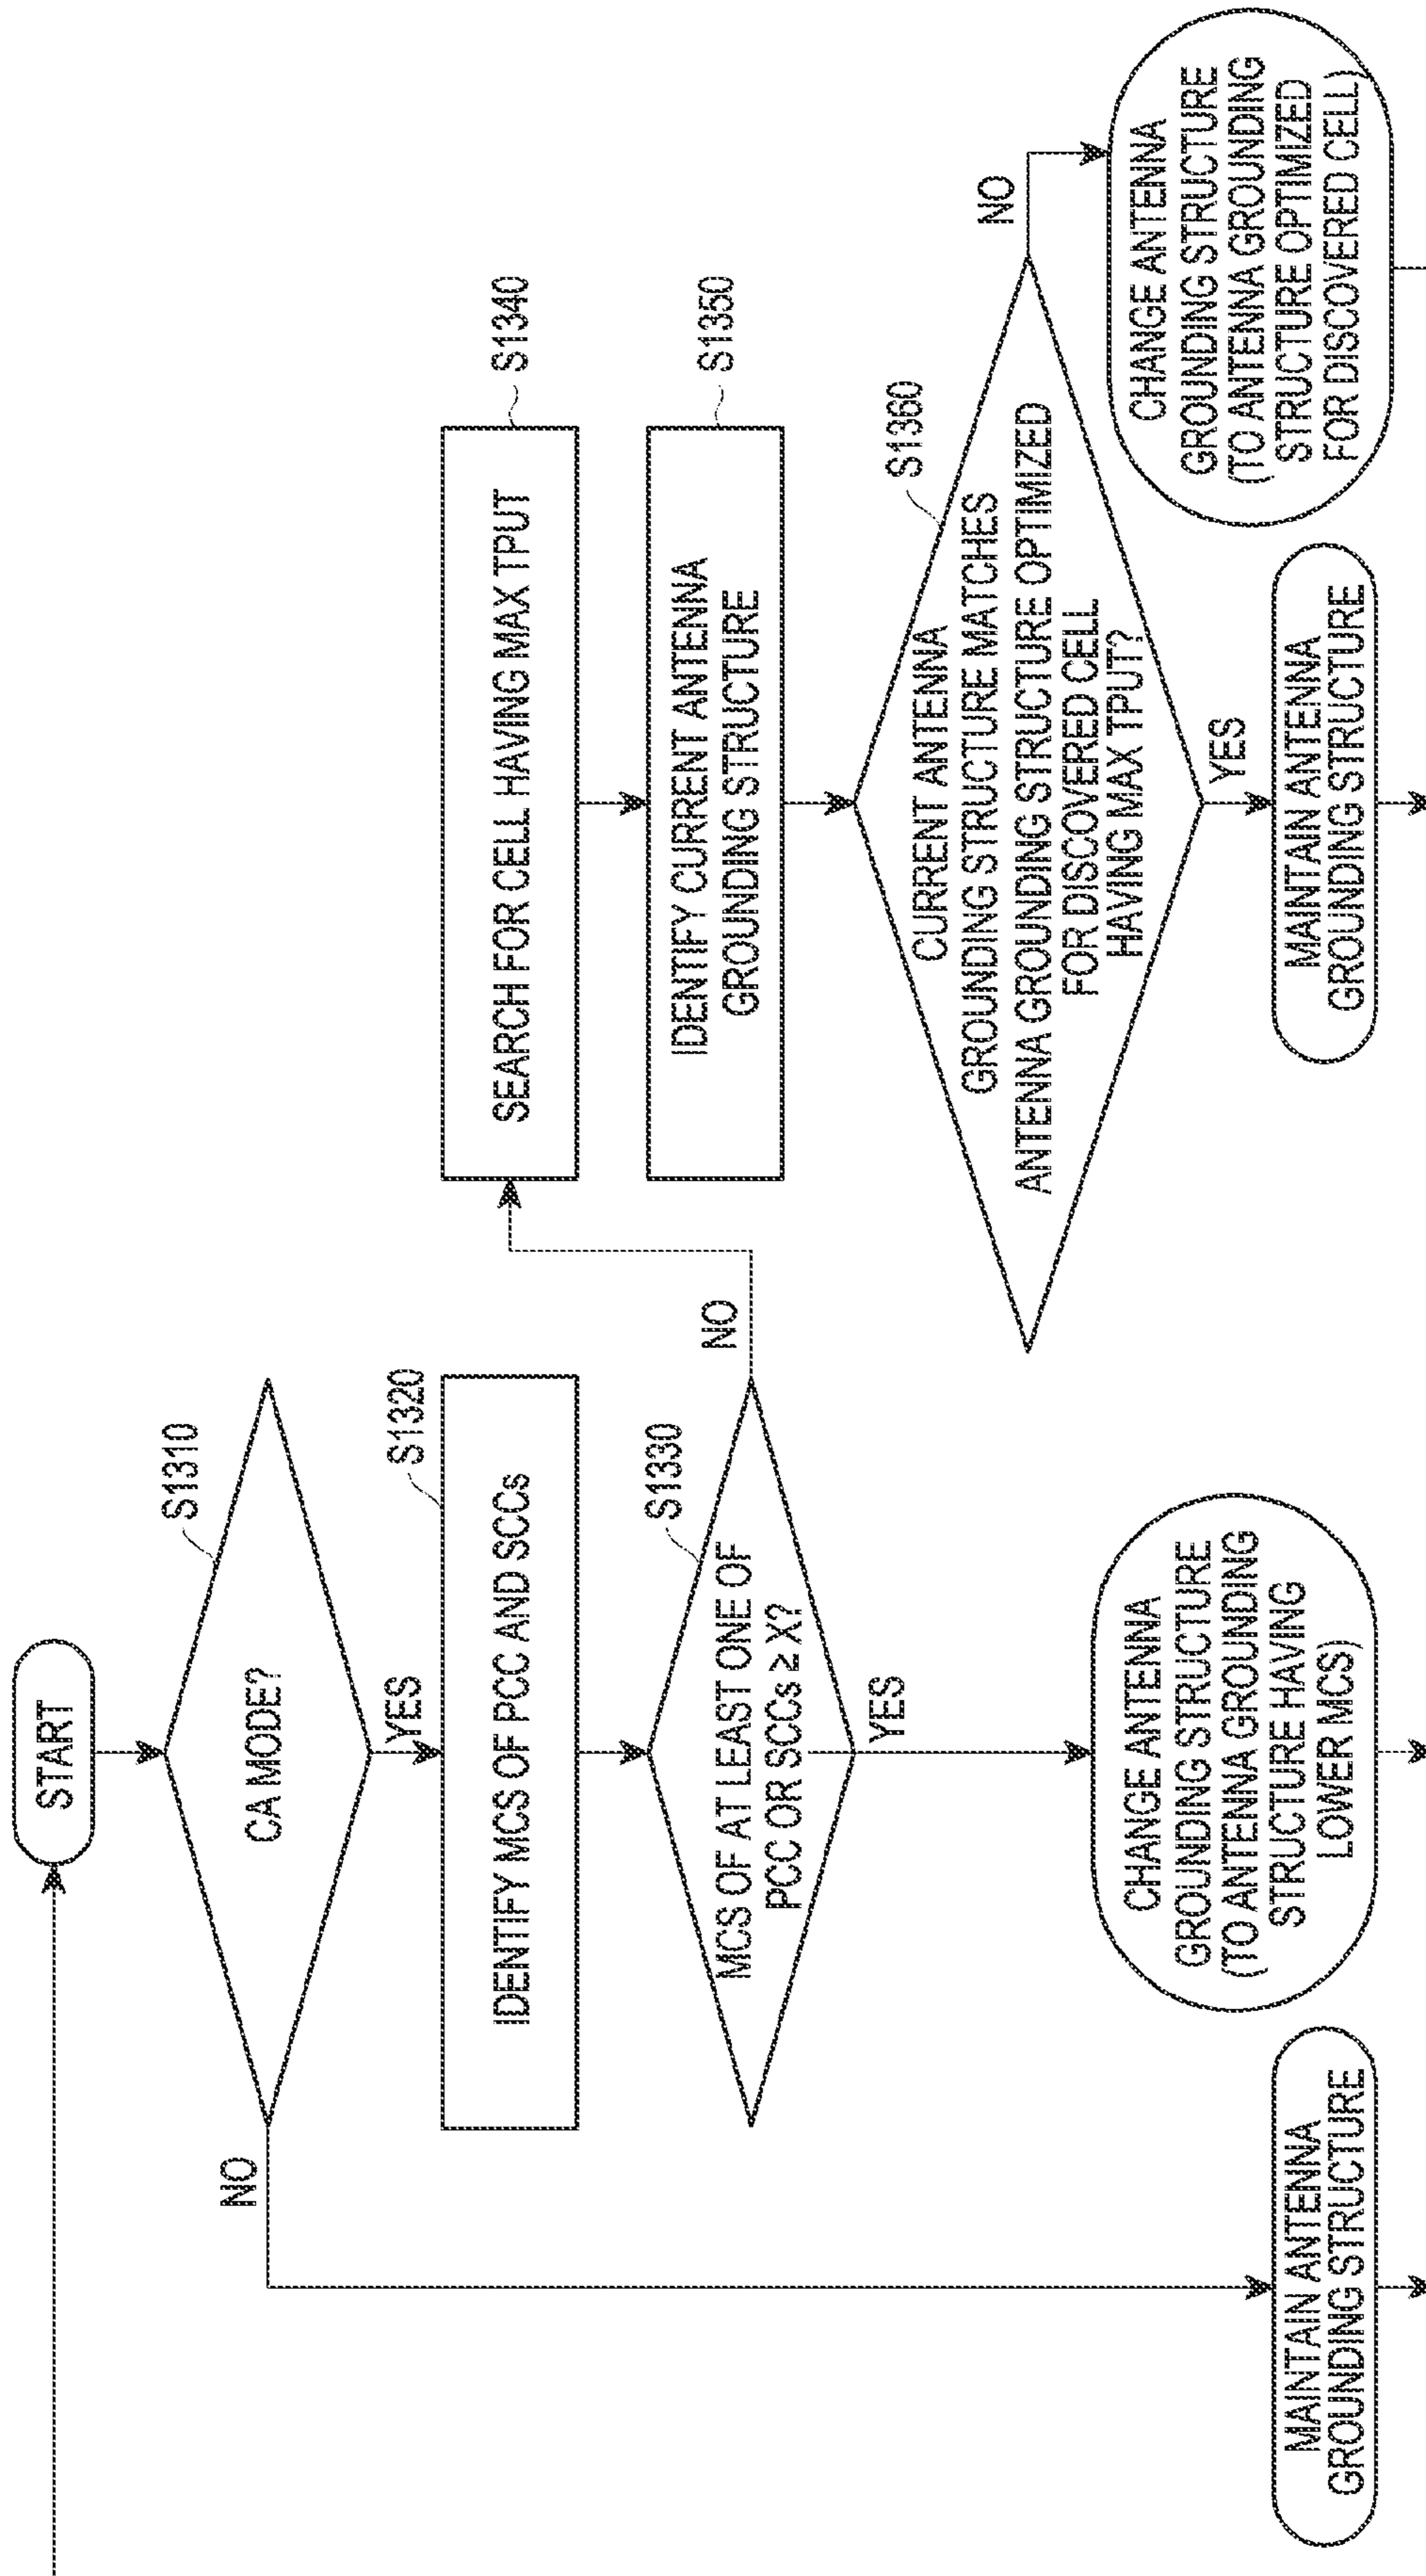 START
CA MODE?
S1310
NO
YES
IDENTIFY MCS OF PCC AND SCCs
S1320
MCS OF AT LEAST ONE OF
PCC OR SCCs ≥ X?
S1330
NO
YES
SEARCH FOR CELL HAVING MAX TPUT
S1340
IDENTIFY CURRENT ANTENNA
GROUNDING STRUCTURE
S1350
CURRENT ANTENNA
GROUNDING STRUCTURE MATCHES
ANTENNA GROUNDING STRUCTURE OPTIMIZED
FOR DISCOVERED CELL
HAVING MAX TPUT?
S1360
NO
YES
MAINTAIN ANTENNA
GROUNDING STRUCTURE
CHANGE ANTENNA
GROUNDING STRUCTURE
(TO ANTENNA GROUNDING
STRUCTURE HAVING
LOWER MCS)
MAINTAIN ANTENNA
GROUNDING STRUCTURE
CHANGE ANTENNA
GROUNDING STRUCTURE
(TO ANTENNA GROUNDING
STRUCTURE OPTIMIZED
FOR DISCOVERED CELL)